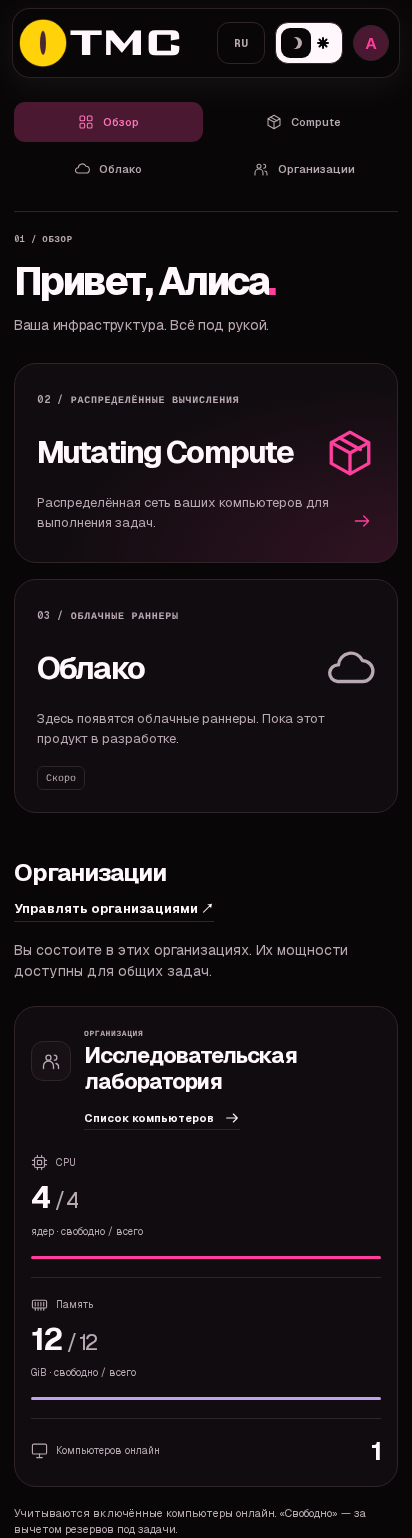 TMC
RU
A
Обзор
Compute
Облако
Организации
01 / ОБЗОР
Привет, Алиса.
Ваша инфраструктура. Всё под рукой.
02 / РАСПРЕДЕЛЁННЫЕ ВЫЧИСЛЕНИЯ
Mutating Compute
Распределённая сеть ваших компьютеров для
выполнения задач.
→
03 / ОБЛАЧНЫЕ РАННЕРЫ
Облако
Здесь появятся облачные раннеры. Пока этот
продукт в разработке.
Скоро
Организации
Управлять организациями ↗
Вы состоите в этих организациях. Их мощности
доступны для общих задач.
ОРГАНИЗАЦИЯ
Исследовательская
лаборатория
Список компьютеров →
CPU
4 / 4
ядер · свободно / всего
Память
12 / 12
GiB · свободно / всего
Компьютеров онлайн
1
Учитываются включённые компьютеры онлайн. «Свободно» — за
вычетом резервов под задачи.